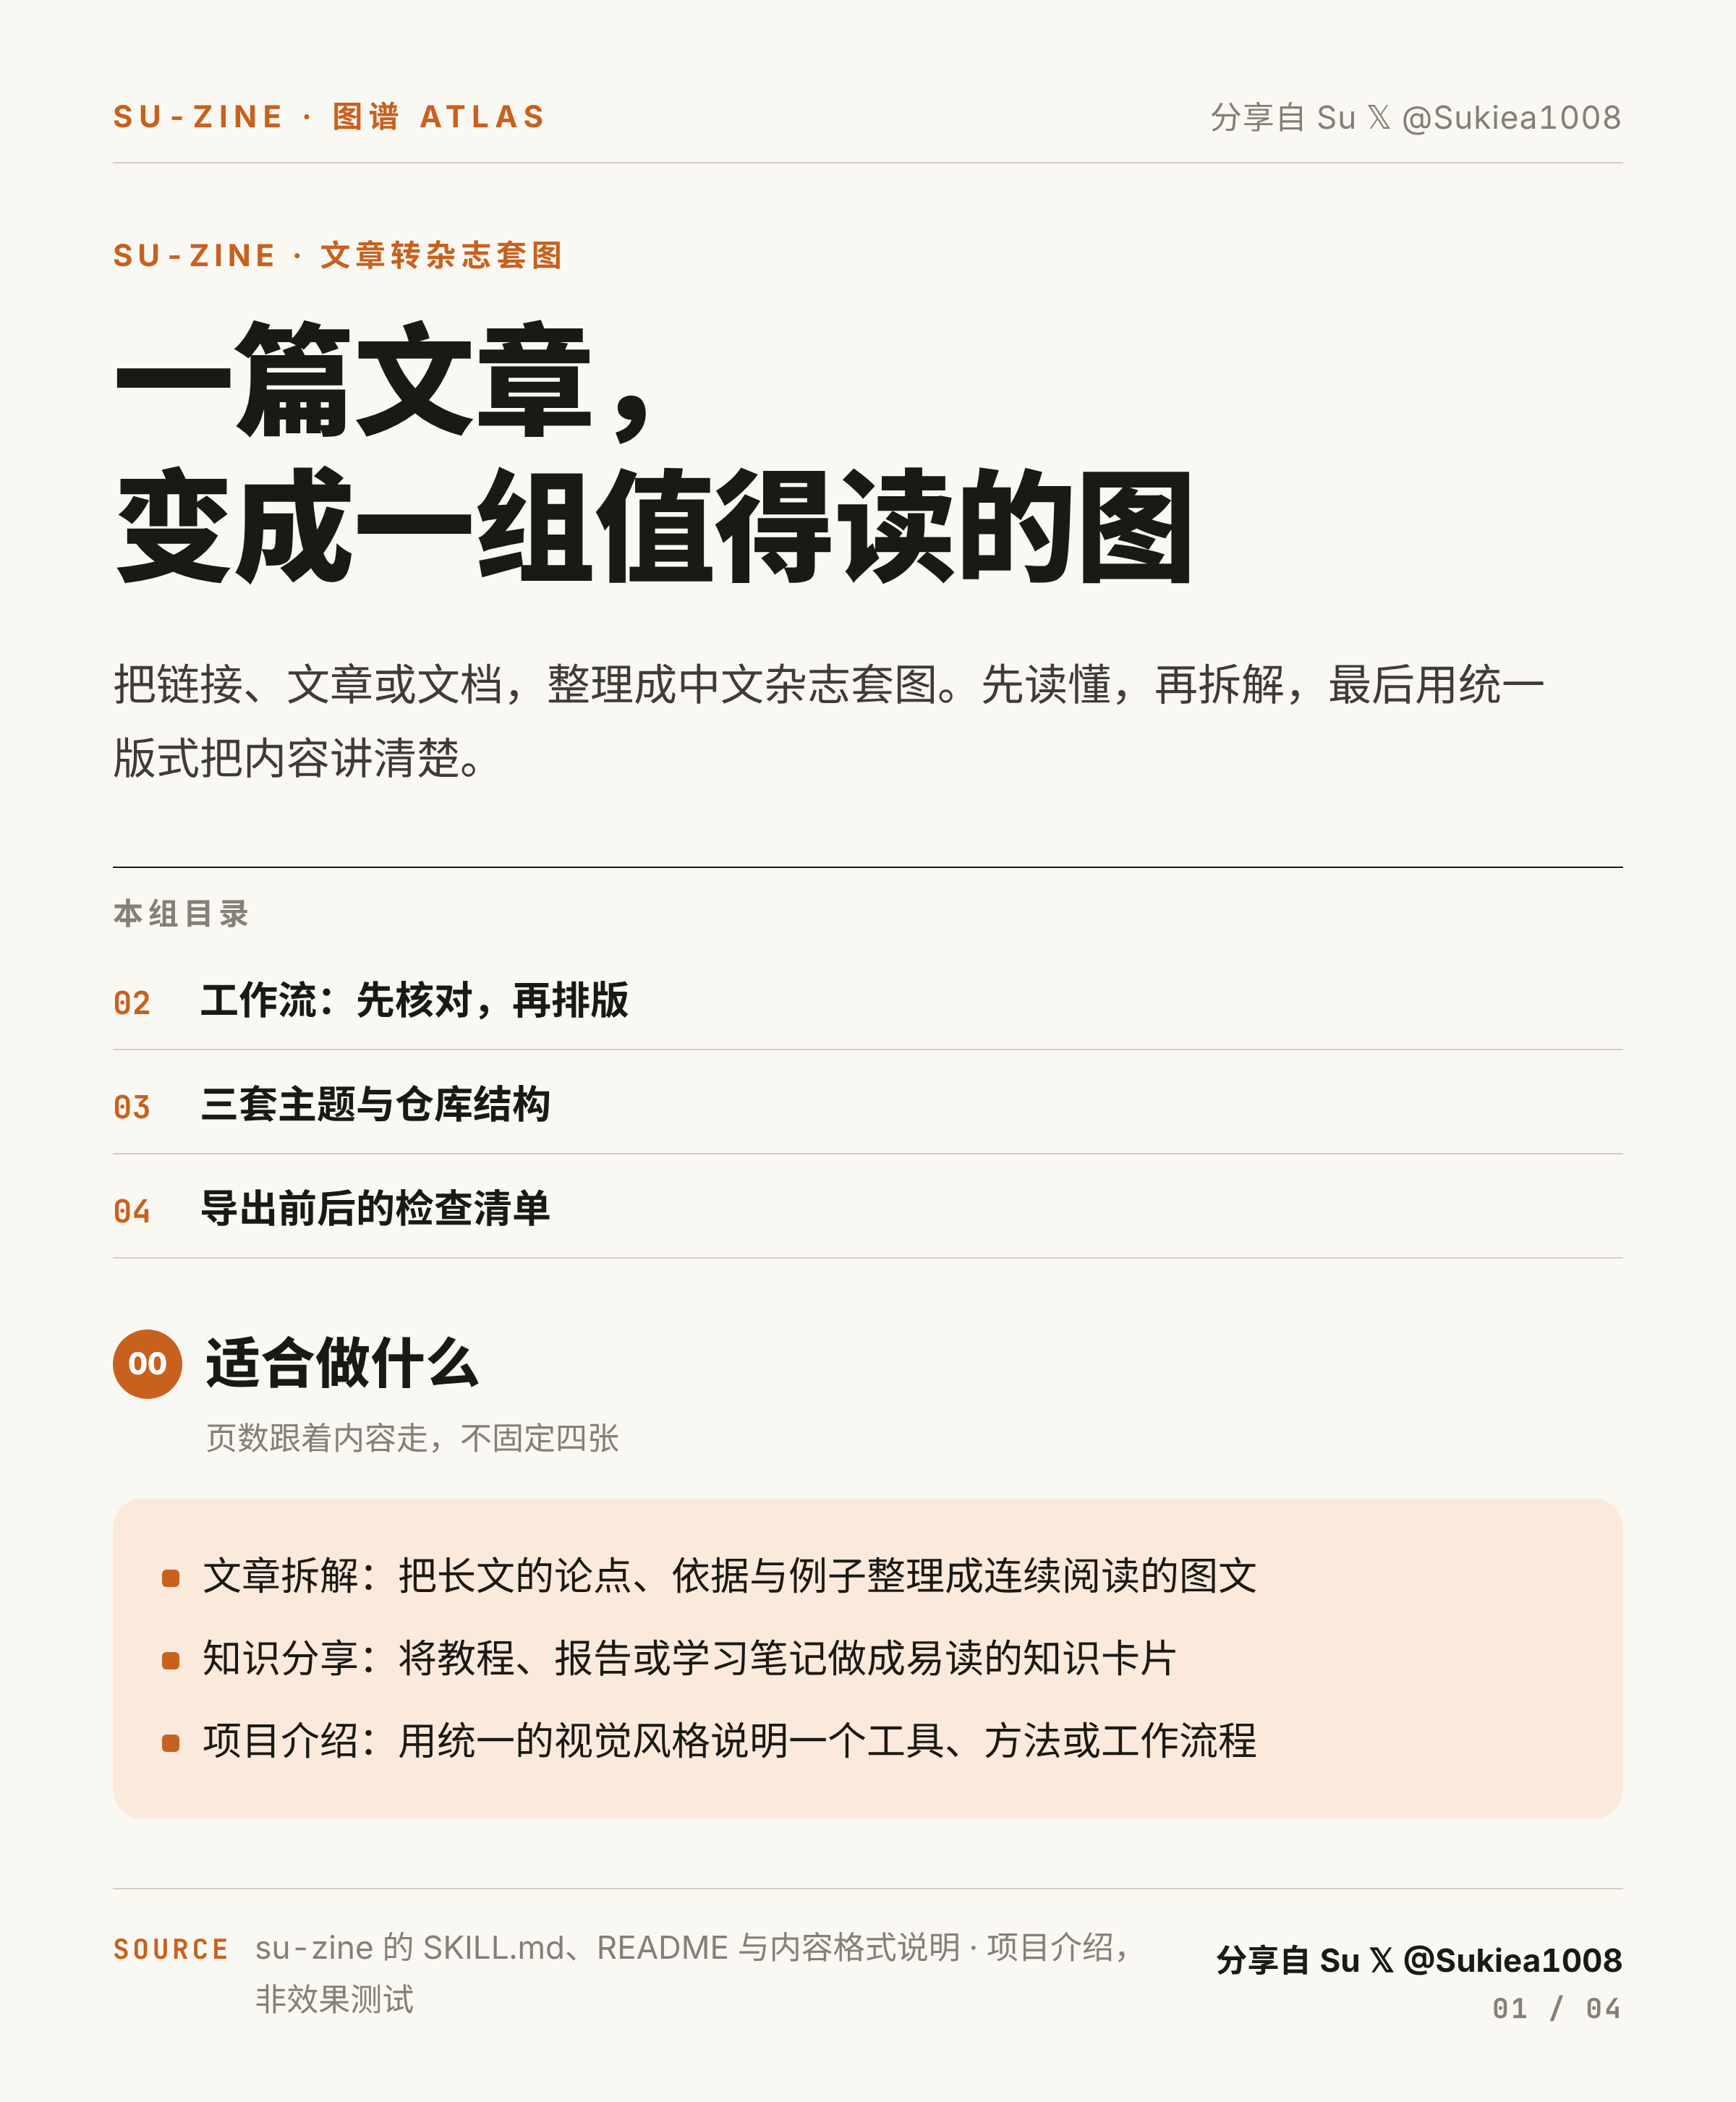 SU-ZINE · 图谱 ATLAS
分享自 Su 𝕏 @Sukiea1008
SU-ZINE · 文章转杂志套图
一篇文章，
变成一组值得读的图
把链接、文章或文档，整理成中文杂志套图。先读懂，再拆解，最后用统一
版式把内容讲清楚。
本组目录
02 工作流：先核对，再排版
03 三套主题与仓库结构
04 导出前后的检查清单
00 适合做什么
页数跟着内容走，不固定四张
文章拆解：把长文的论点、依据与例子整理成连续阅读的图文
知识分享：将教程、报告或学习笔记做成易读的知识卡片
项目介绍：用统一的视觉风格说明一个工具、方法或工作流程
SOURCE su-zine 的 SKILL.md、README 与内容格式说明 · 项目介绍，
非效果测试
分享自 Su 𝕏 @Sukiea1008
01 / 04